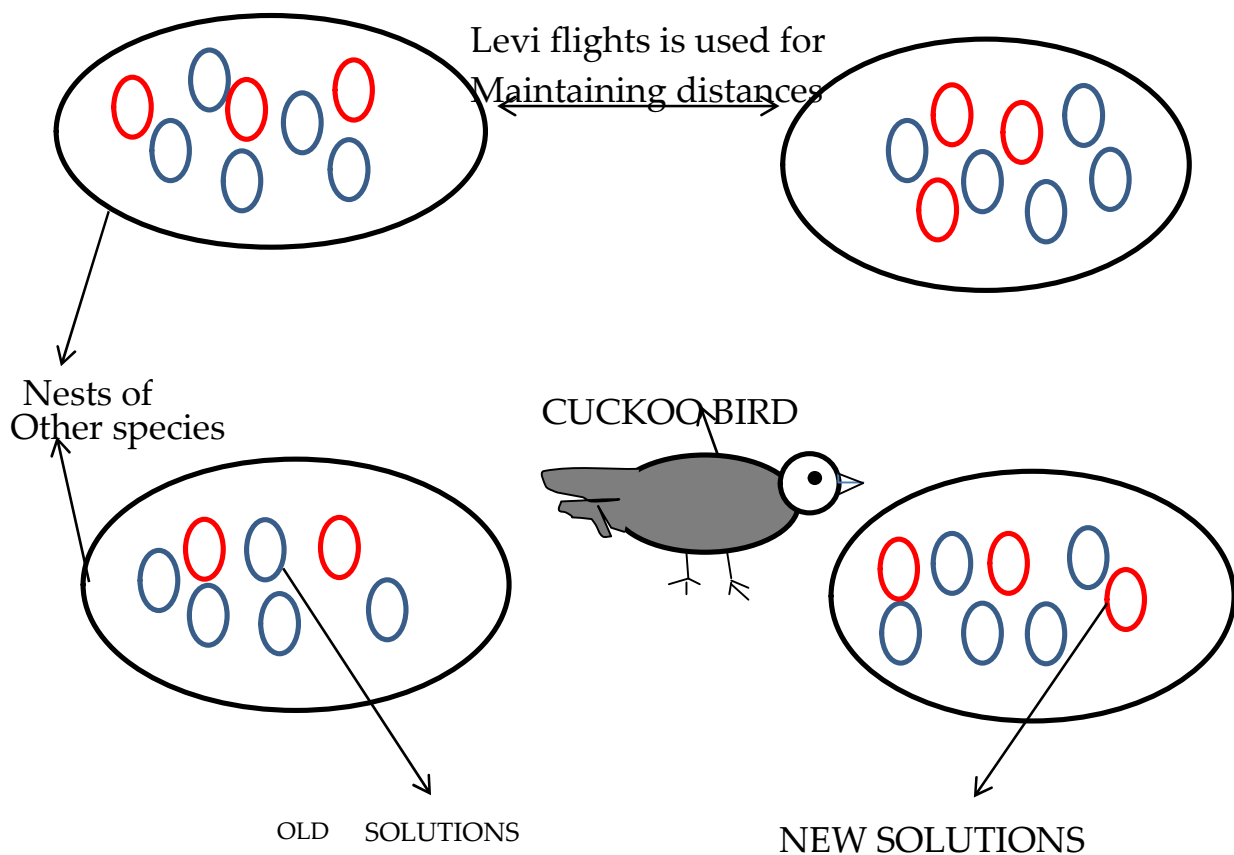 Levi flights is used for
Maintaining distances
Nests of
Other species
CUCKOO BIRD
OLD SOLUTIONS
NEW SOLUTIONS